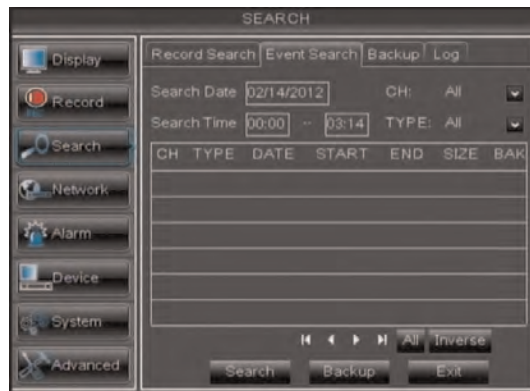 SEARCH
Display
Record
Search
Network
Alarm
Device
System
Advanced
Record Search Event Search Backup Log
Search Date 02/14/2012 CH: All
Search Time 00:00 -- 03:14 TYPE: All
CH TYPE DATE START END SIZE BAK
All Inverse
Search Backup Exit